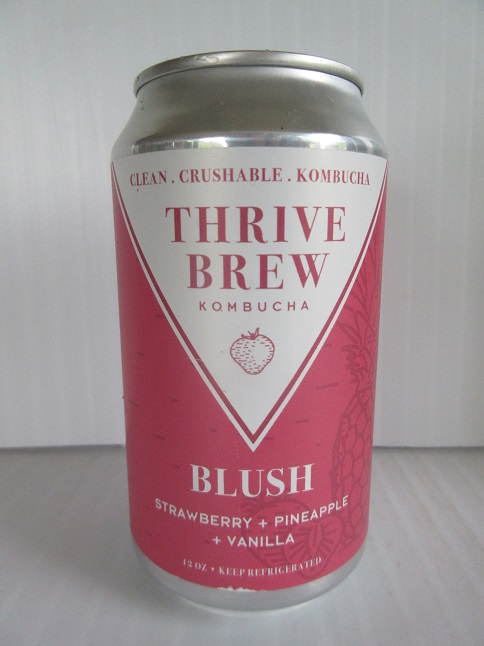 CLEAN . CRUSHABLE . KOMBUCHA
THRIVE
BREW
KOMBUCHA
BLUSH
STRAWBERRY + PINEAPPLE
+ VANILLA
12 OZ • KEEP REFRIGERATED